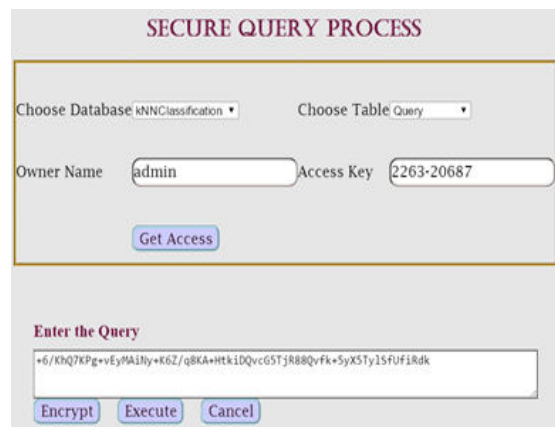 SECURE QUERY PROCESS
Choose Database kNNClassification Choose Table Query
Owner Name admin Access Key 2263-20687
Get Access
Enter the Query
+6/KhQ7KPg+vEyMAiNy+K6Z/q8KA+HtkiDQvcG5TjR88Qvfk+5yX5TylSfUfiRdk
Encrypt Execute Cancel